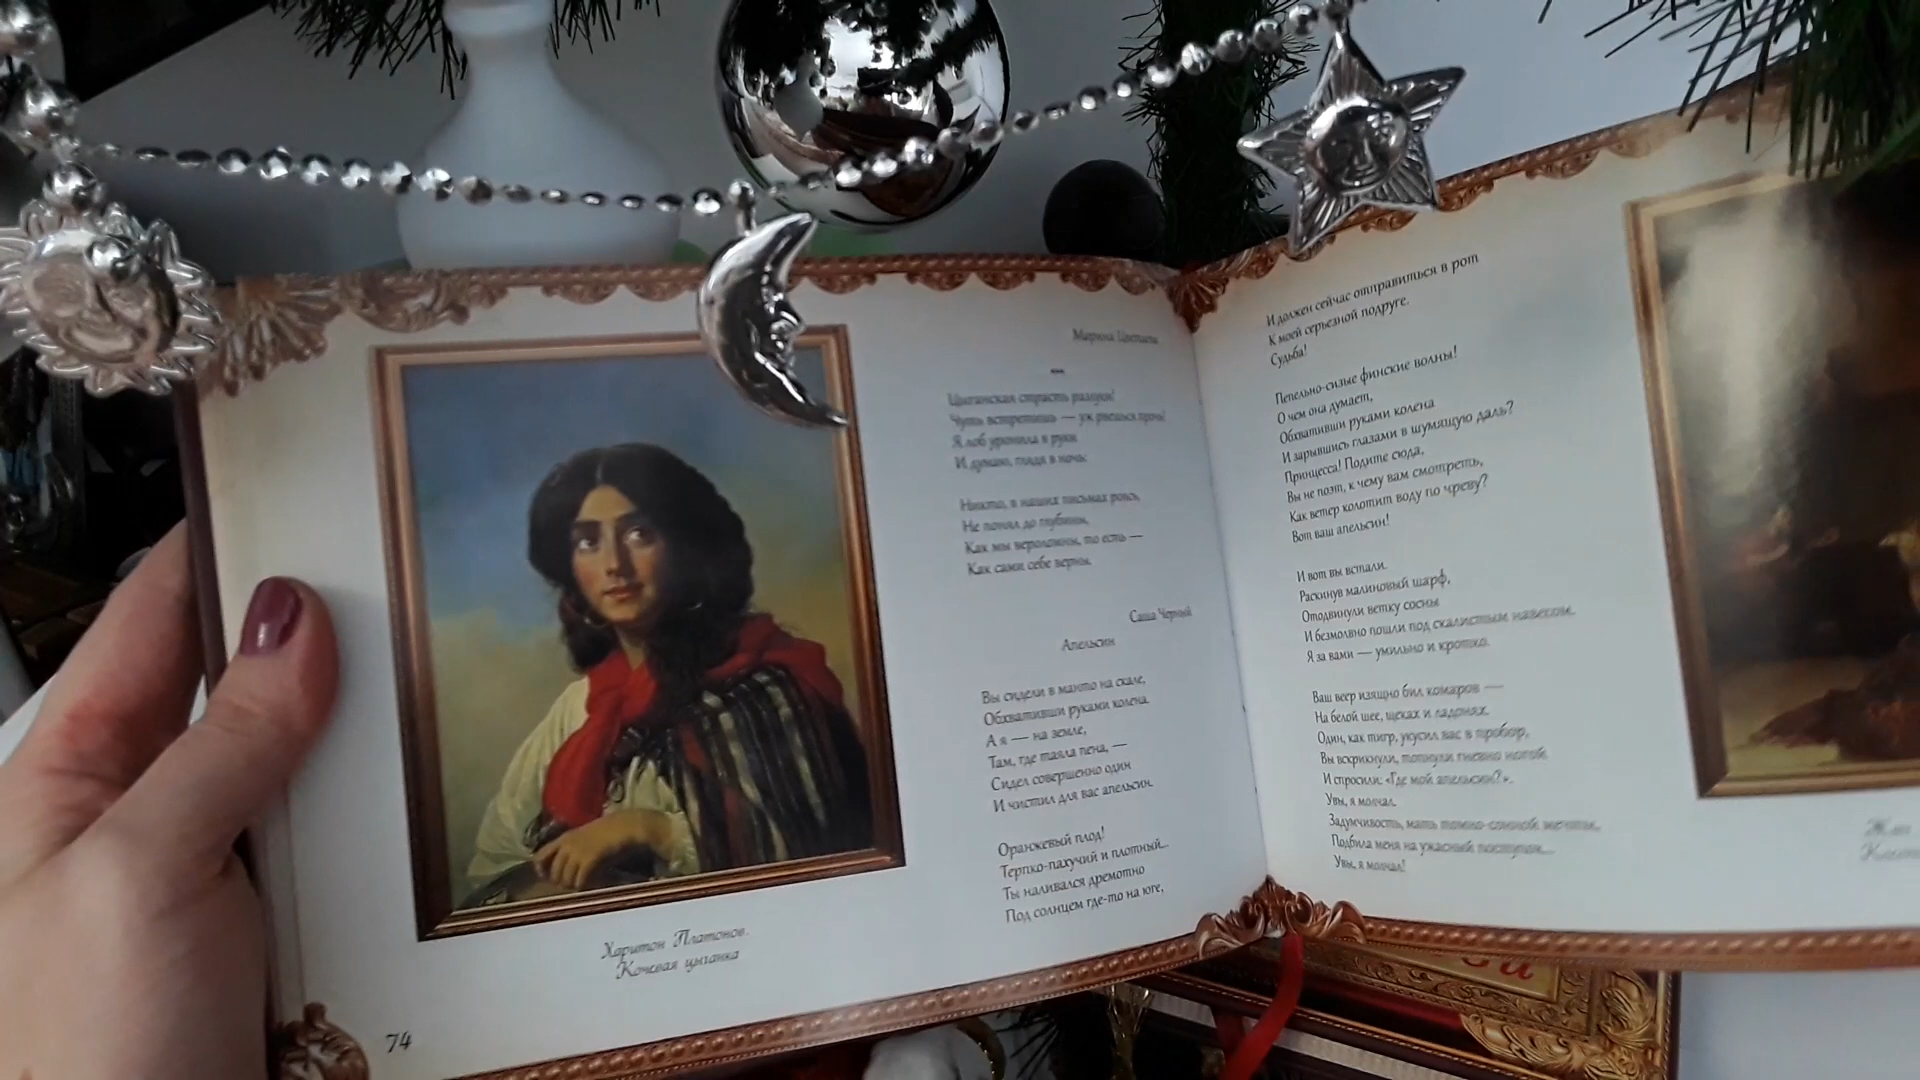 Марина Цветаева
***
Цыганская страсть разлуки!
Чуть встретишь — уж рвешься прочь!
Я лоб уронила в руки
И думаю, глядя в ночь:
Никто, в наших письмах роясь,
Не понял до глубины,
Как мы вероломны, то есть —
Как сами себе верны.
Саша Черный
Апельсин
Вы сидели в манто на скале,
Обхвативши руками колена.
А я — на земле,
Там, где таяла пена, —
Сидел совершенно один
И чистил для вас апельсин.
Оранжевый плод!
Терпко-пахучий и плотный...
Ты наливался дремотно
Под солнцем где-то на юге,
Харитон Платонов.
Кочевая цыганка
74
И должен сейчас отправиться в рот
К моей серьезной подруге.
Судьба!
Пепельно-сизые финские волны!
О чем она думает,
Обхвативши руками колена
И зарывшись глазами в шумящую даль?
Принцесса! Подите сюда,
Вы не поэт, к чему вам смотреть,
Как ветер колотит воду по чреву?
Вот ваш апельсин!
И вот вы встали.
Раскинув малиновый шарф,
Отодвинули ветку сосны
И безмолвно пошли под скалистым навесом.
Я за вами — умильно и кротко.
Ваш веер изящно бил комаров —
На белой шее, щеках и ладонях.
Один, как тигр, укусил вас в пробор,
Вы вскрикнули, топнули гневно ногой
И спросили: «Где мой апельсин?».
Увы, я молчал.
Задумчивость, мать томно-сонной мечты,
Подбила меня на ужасный поступок...
Увы, я молчал!